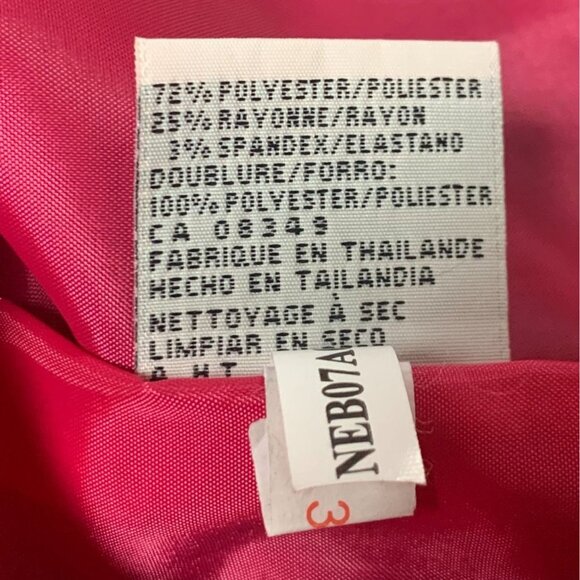 72% POLYESTER/POLIESTER
25% RAYONNE/RAYON
3% SPANDEX/ELASTANO
DOUBLURE/FORRO:
100% POLYESTER/POLIESTER
CA 08349
FABRIQUE EN THAILANDE
HECHO EN TAILANDIA
NETTOYAGE À SEC
LIMPIAR EN SECO
NEB07A
3